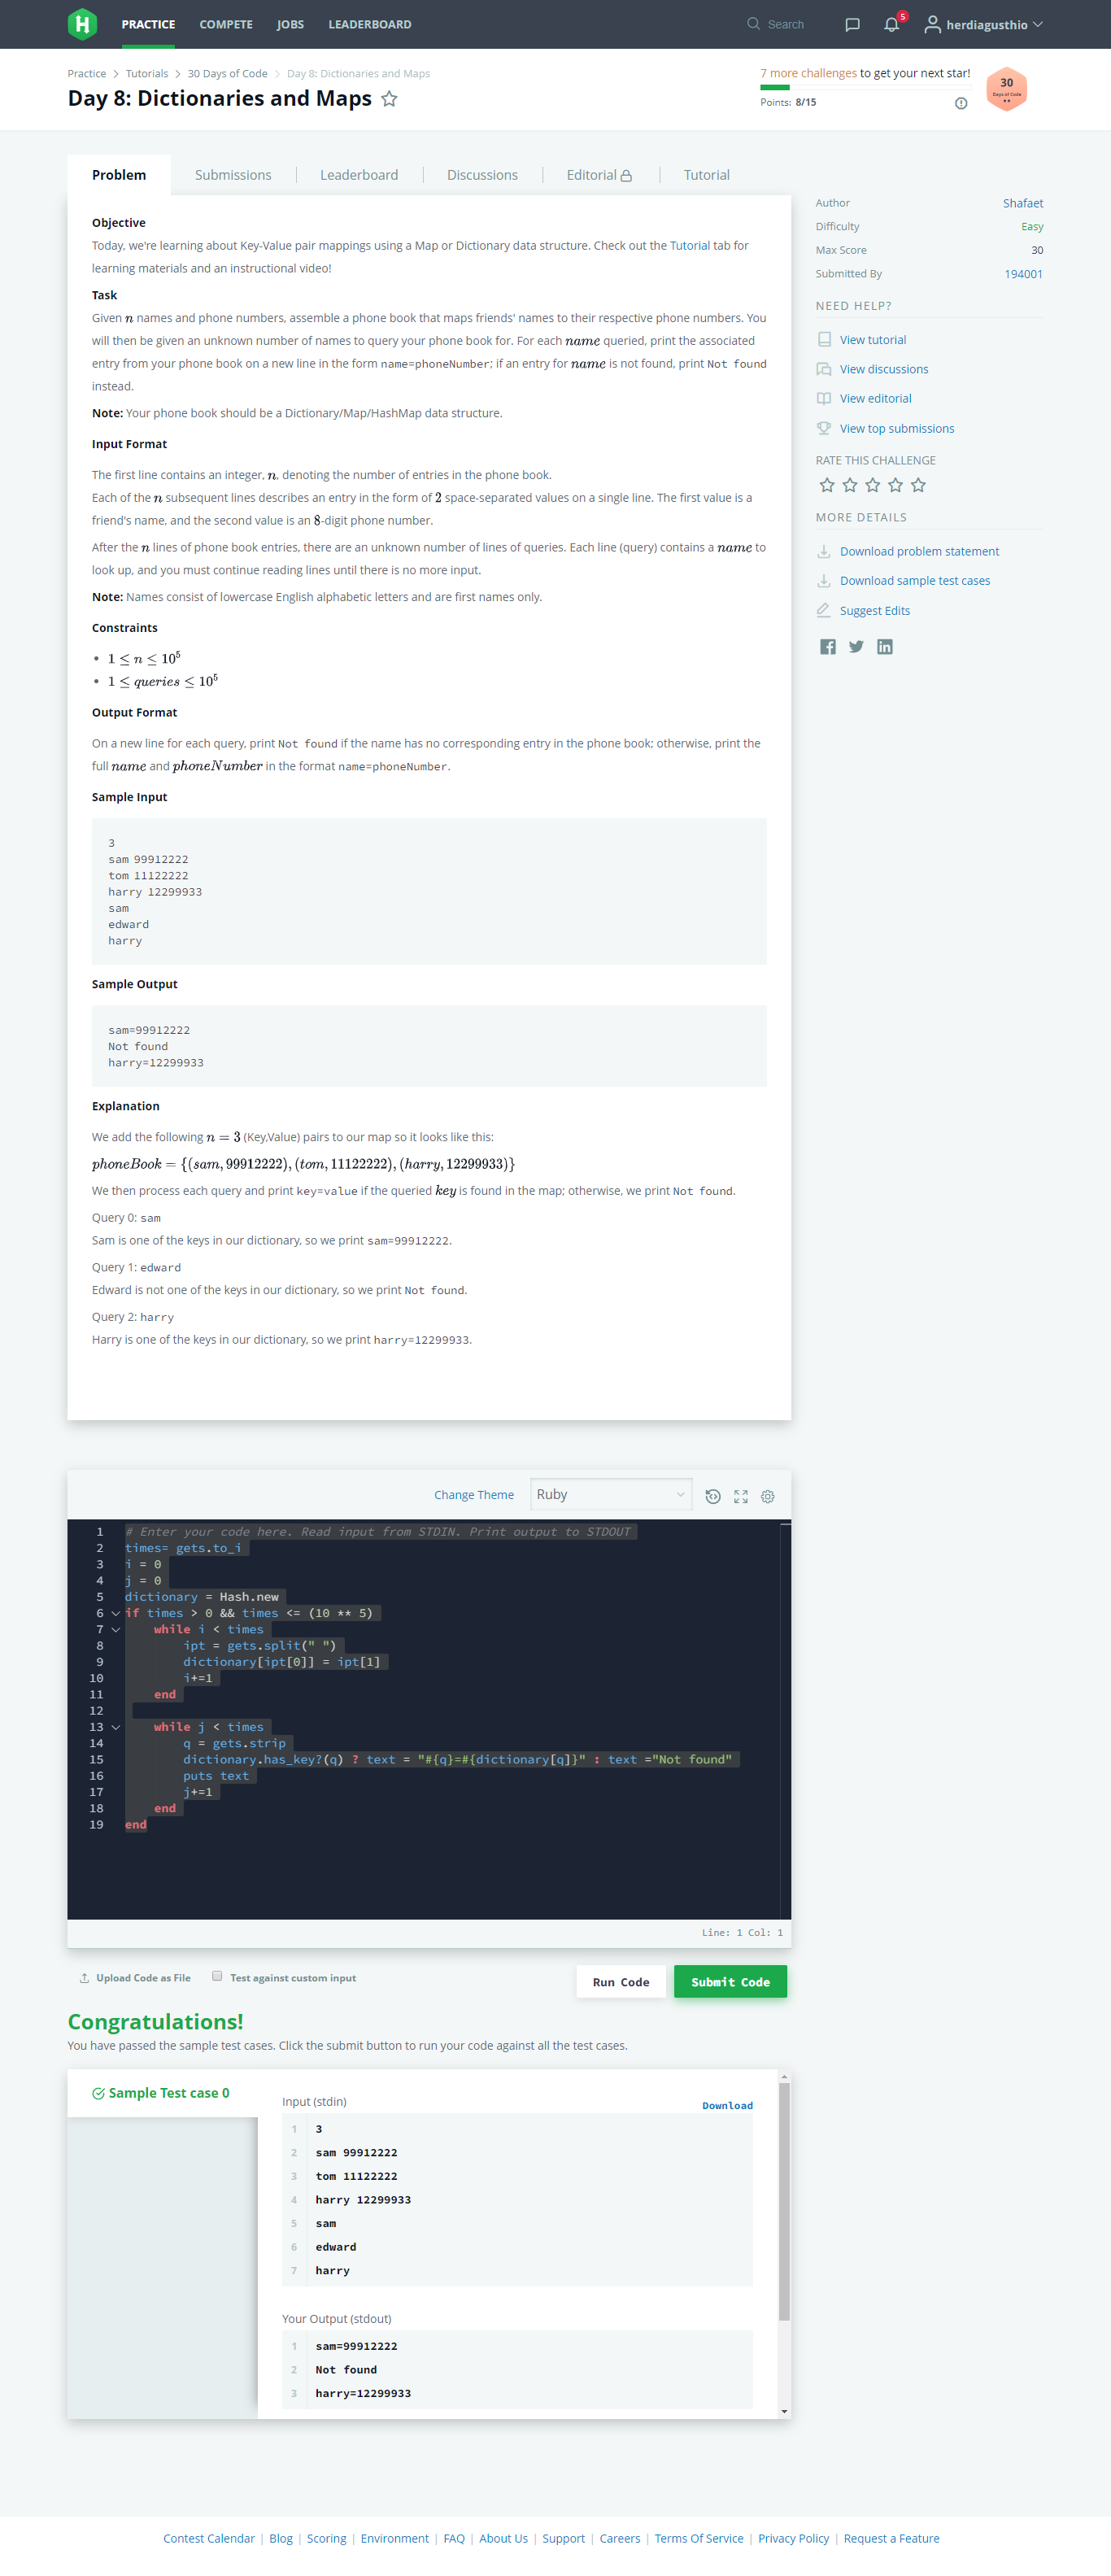 H PRACTICE COMPETE JOBS LEADERBOARD Search 5 herdiagusthio
Practice > Tutorials > 30 Days of Code > Day 8: Dictionaries and Maps
Day 8: Dictionaries and Maps
7 more challenges to get your next star!
Points: 8/15
30
Days of Code
Problem Submissions Leaderboard Discussions Editorial Tutorial
Objective
Today, we're learning about Key-Value pair mappings using a Map or Dictionary data structure. Check out the Tutorial tab for
learning materials and an instructional video!
Task
Given n names and phone numbers, assemble a phone book that maps friends' names to their respective phone numbers. You
will then be given an unknown number of names to query your phone book for. For each name queried, print the associated
entry from your phone book on a new line in the form name=phoneNumber; if an entry for name is not found, print Not found
instead.
Note: Your phone book should be a Dictionary/Map/HashMap data structure.
Input Format
The first line contains an integer, n, denoting the number of entries in the phone book.
Each of the n subsequent lines describes an entry in the form of 2 space-separated values on a single line. The first value is a
friend's name, and the second value is an 8-digit phone number.
After the n lines of phone book entries, there are an unknown number of lines of queries. Each line (query) contains a name to
look up, and you must continue reading lines until there is no more input.
Note: Names consist of lowercase English alphabetic letters and are first names only.
Constraints
• 1 ≤ n ≤ 10⁵
• 1 ≤ queries ≤ 10⁵
Output Format
On a new line for each query, print Not found if the name has no corresponding entry in the phone book; otherwise, print the
full name and phoneNumber in the format name=phoneNumber.
Sample Input
3
sam 99912222
tom 11122222
harry 12299933
sam
edward
harry
Sample Output
sam=99912222
Not found
harry=12299933
Explanation
We add the following n = 3 (Key,Value) pairs to our map so it looks like this:
phoneBook = {(sam, 99912222), (tom, 11122222), (harry, 12299933)}
We then process each query and print key=value if the queried key is found in the map; otherwise, we print Not found.
Query 0: sam
Sam is one of the keys in our dictionary, so we print sam=99912222.
Query 1: edward
Edward is not one of the keys in our dictionary, so we print Not found.
Query 2: harry
Harry is one of the keys in our dictionary, so we print harry=12299933.
Author Shafaet
Difficulty Easy
Max Score 30
Submitted By 194001
NEED HELP?
View tutorial
View discussions
View editorial
View top submissions
RATE THIS CHALLENGE
MORE DETAILS
Download problem statement
Download sample test cases
Suggest Edits
Change Theme Ruby
1 # Enter your code here. Read input from STDIN. Print output to STDOUT
2 times= gets.to_i
3 i = 0
4 j = 0
5 dictionary = Hash.new
6 if times > 0 && times <= (10 ** 5)
7 while i < times
8 ipt = gets.split(" ")
9 dictionary[ipt[0]] = ipt[1]
10 i+=1
11 end
12
13 while j < times
14 q = gets.strip
15 dictionary.has_key?(q) ? text = "#{q}=#{dictionary[q]}" : text ="Not found"
16 puts text
17 j+=1
18 end
19 end
Line: 1 Col: 1
Upload Code as File Test against custom input Run Code Submit Code
Congratulations!
You have passed the sample test cases. Click the submit button to run your code against all the test cases.
Sample Test case 0
Input (stdin) Download
1 3
2 sam 99912222
3 tom 11122222
4 harry 12299933
5 sam
6 edward
7 harry
Your Output (stdout)
1 sam=99912222
2 Not found
3 harry=12299933
Contest Calendar | Blog | Scoring | Environment | FAQ | About Us | Support | Careers | Terms Of Service | Privacy Policy | Request a Feature